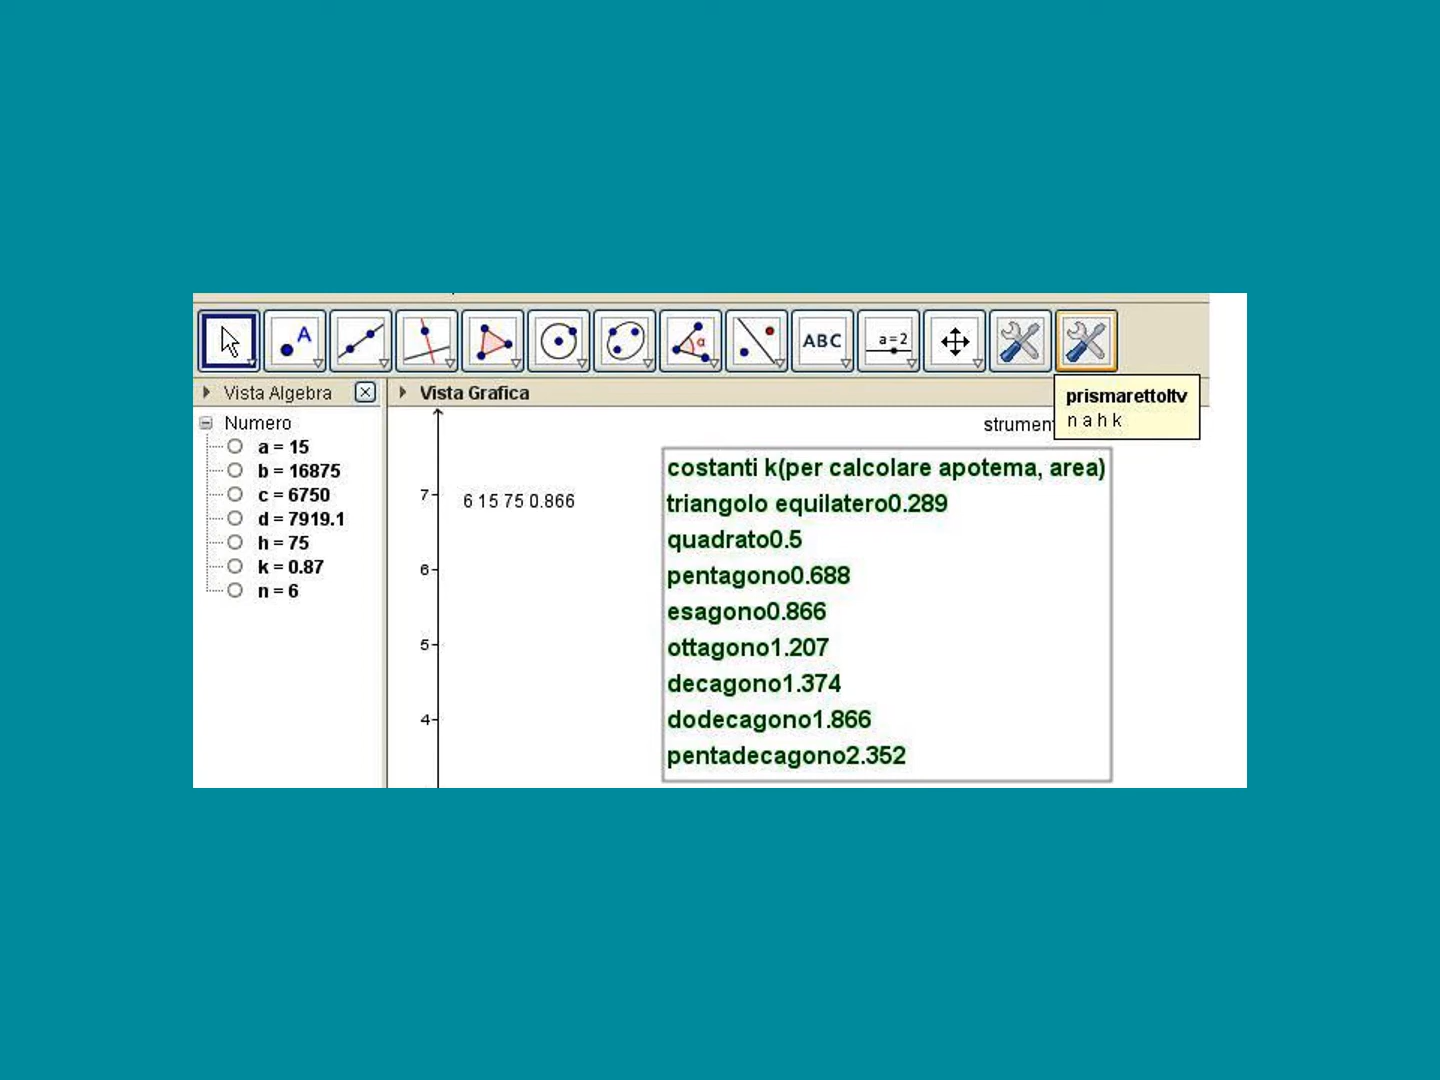 A
α
ABC
a=2
Vista Algebra
Vista Grafica
prismarettoltv
n a h k
Numero
a = 15
b = 16875
c = 6750
d = 7919.1
h = 75
k = 0.87
n = 6
7
6
5
4
6 15 75 0.866
strumen
costanti k(per calcolare apotema, area)
triangolo equilatero0.289
quadrato0.5
pentagono0.688
esagono0.866
ottagono1.207
decagono1.374
dodecagono1.866
pentadecagono2.352